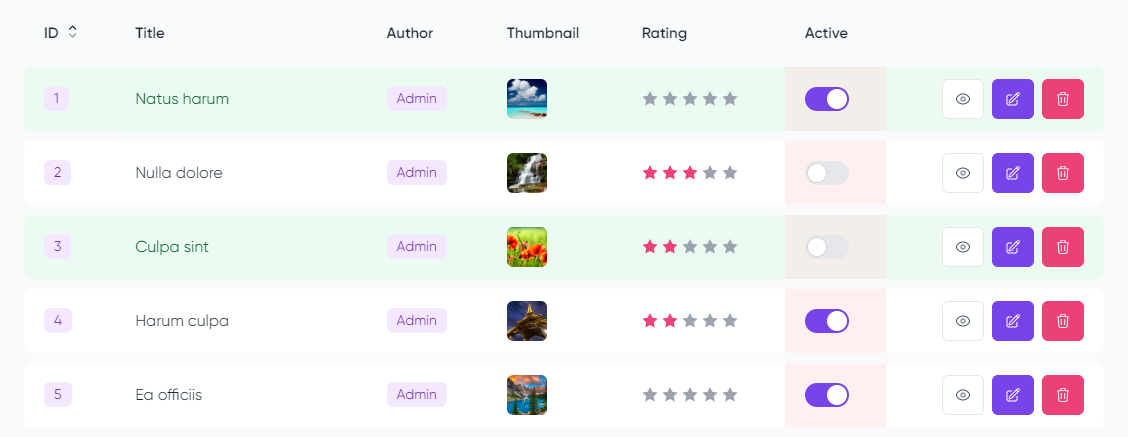 ID Title Author Thumbnail Rating Active
1 Natus harum Admin
2 Nulla dolore Admin
3 Culpa sint Admin
4 Harum culpa Admin
5 Ea officiis Admin